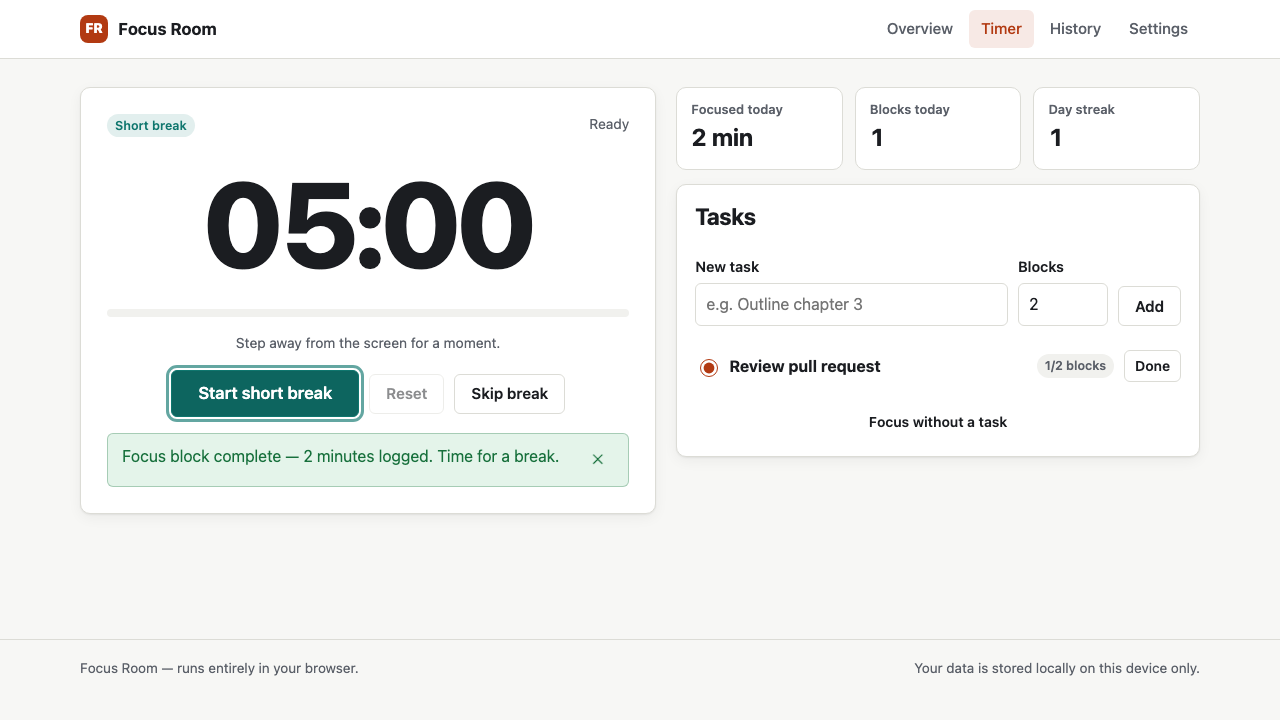 FR Focus Room
Overview Timer History Settings
Short break Ready
05:00
Step away from the screen for a moment.
Start short break Reset Skip break
Focus block complete — 2 minutes logged. Time for a break. ×
Focused today
2 min
Blocks today
1
Day streak
1
Tasks
New task Blocks
e.g. Outline chapter 3 2 Add
Review pull request 1/2 blocks Done
Focus without a task
Focus Room — runs entirely in your browser. Your data is stored locally on this device only.